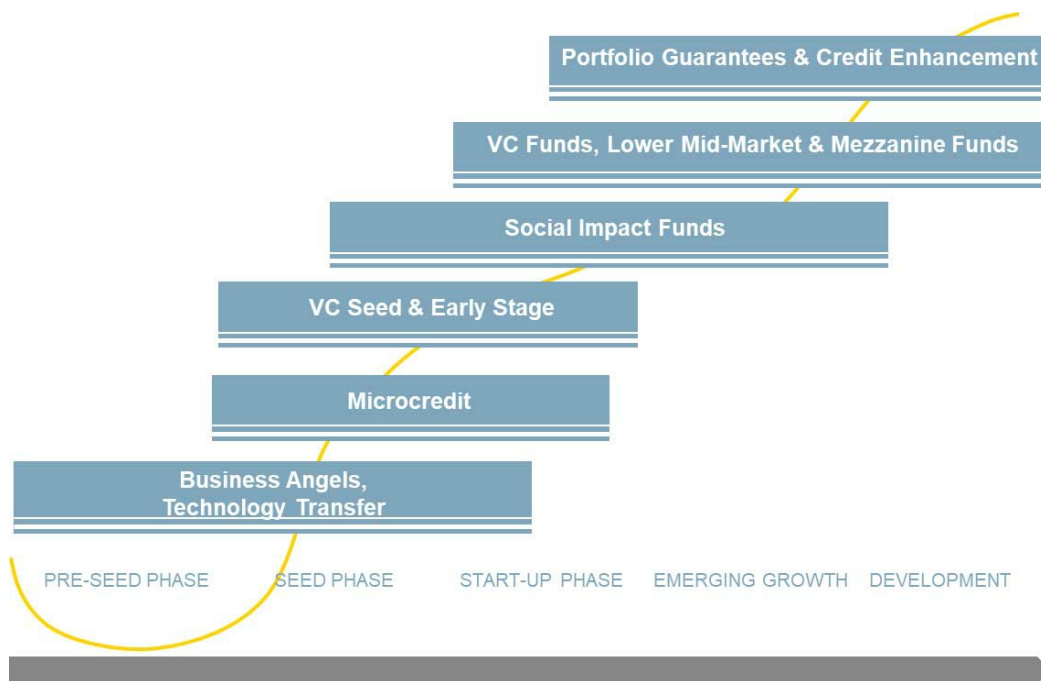 Portfolio Guarantees & Credit Enhancement
VC Funds, Lower Mid-Market & Mezzanine Funds
Social Impact Funds
VC Seed & Early Stage
Microcredit
Business Angels,
Technology Transfer
PRE-SEED PHASE SEED PHASE START-UP PHASE EMERGING GROWTH DEVELOPMENT